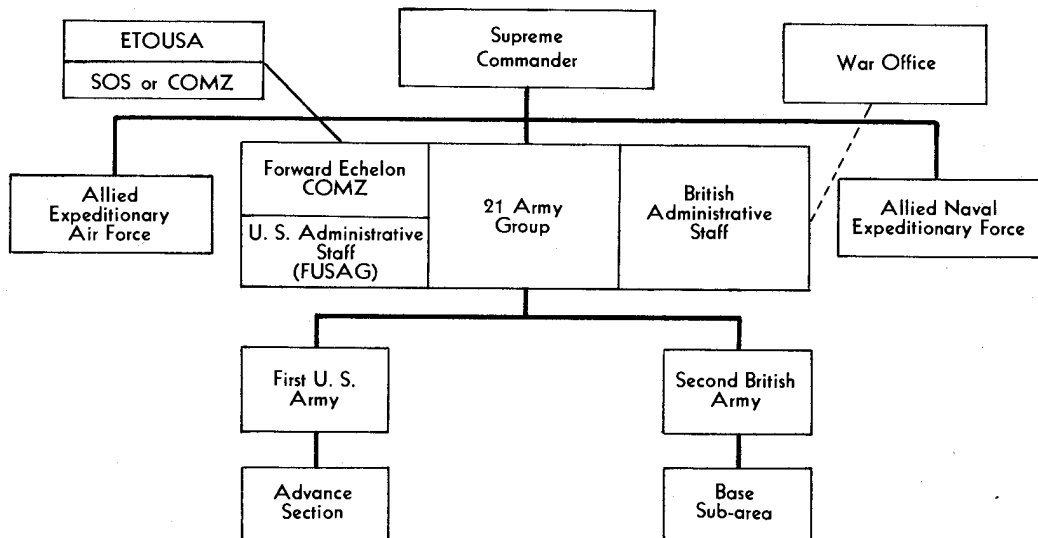 ETOUSA
SOS or COMZ
Supreme
Commander
War Office
Allied
Expeditionary
Air Force
Forward Echelon
COMZ
U. S. Administrative
Staff
(FUSAG)
21 Army
Group
British
Administrative
Staff
Allied Naval
Expeditionary Force
First U. S.
Army
Second British
Army
Advance
Section
Base
Sub-area